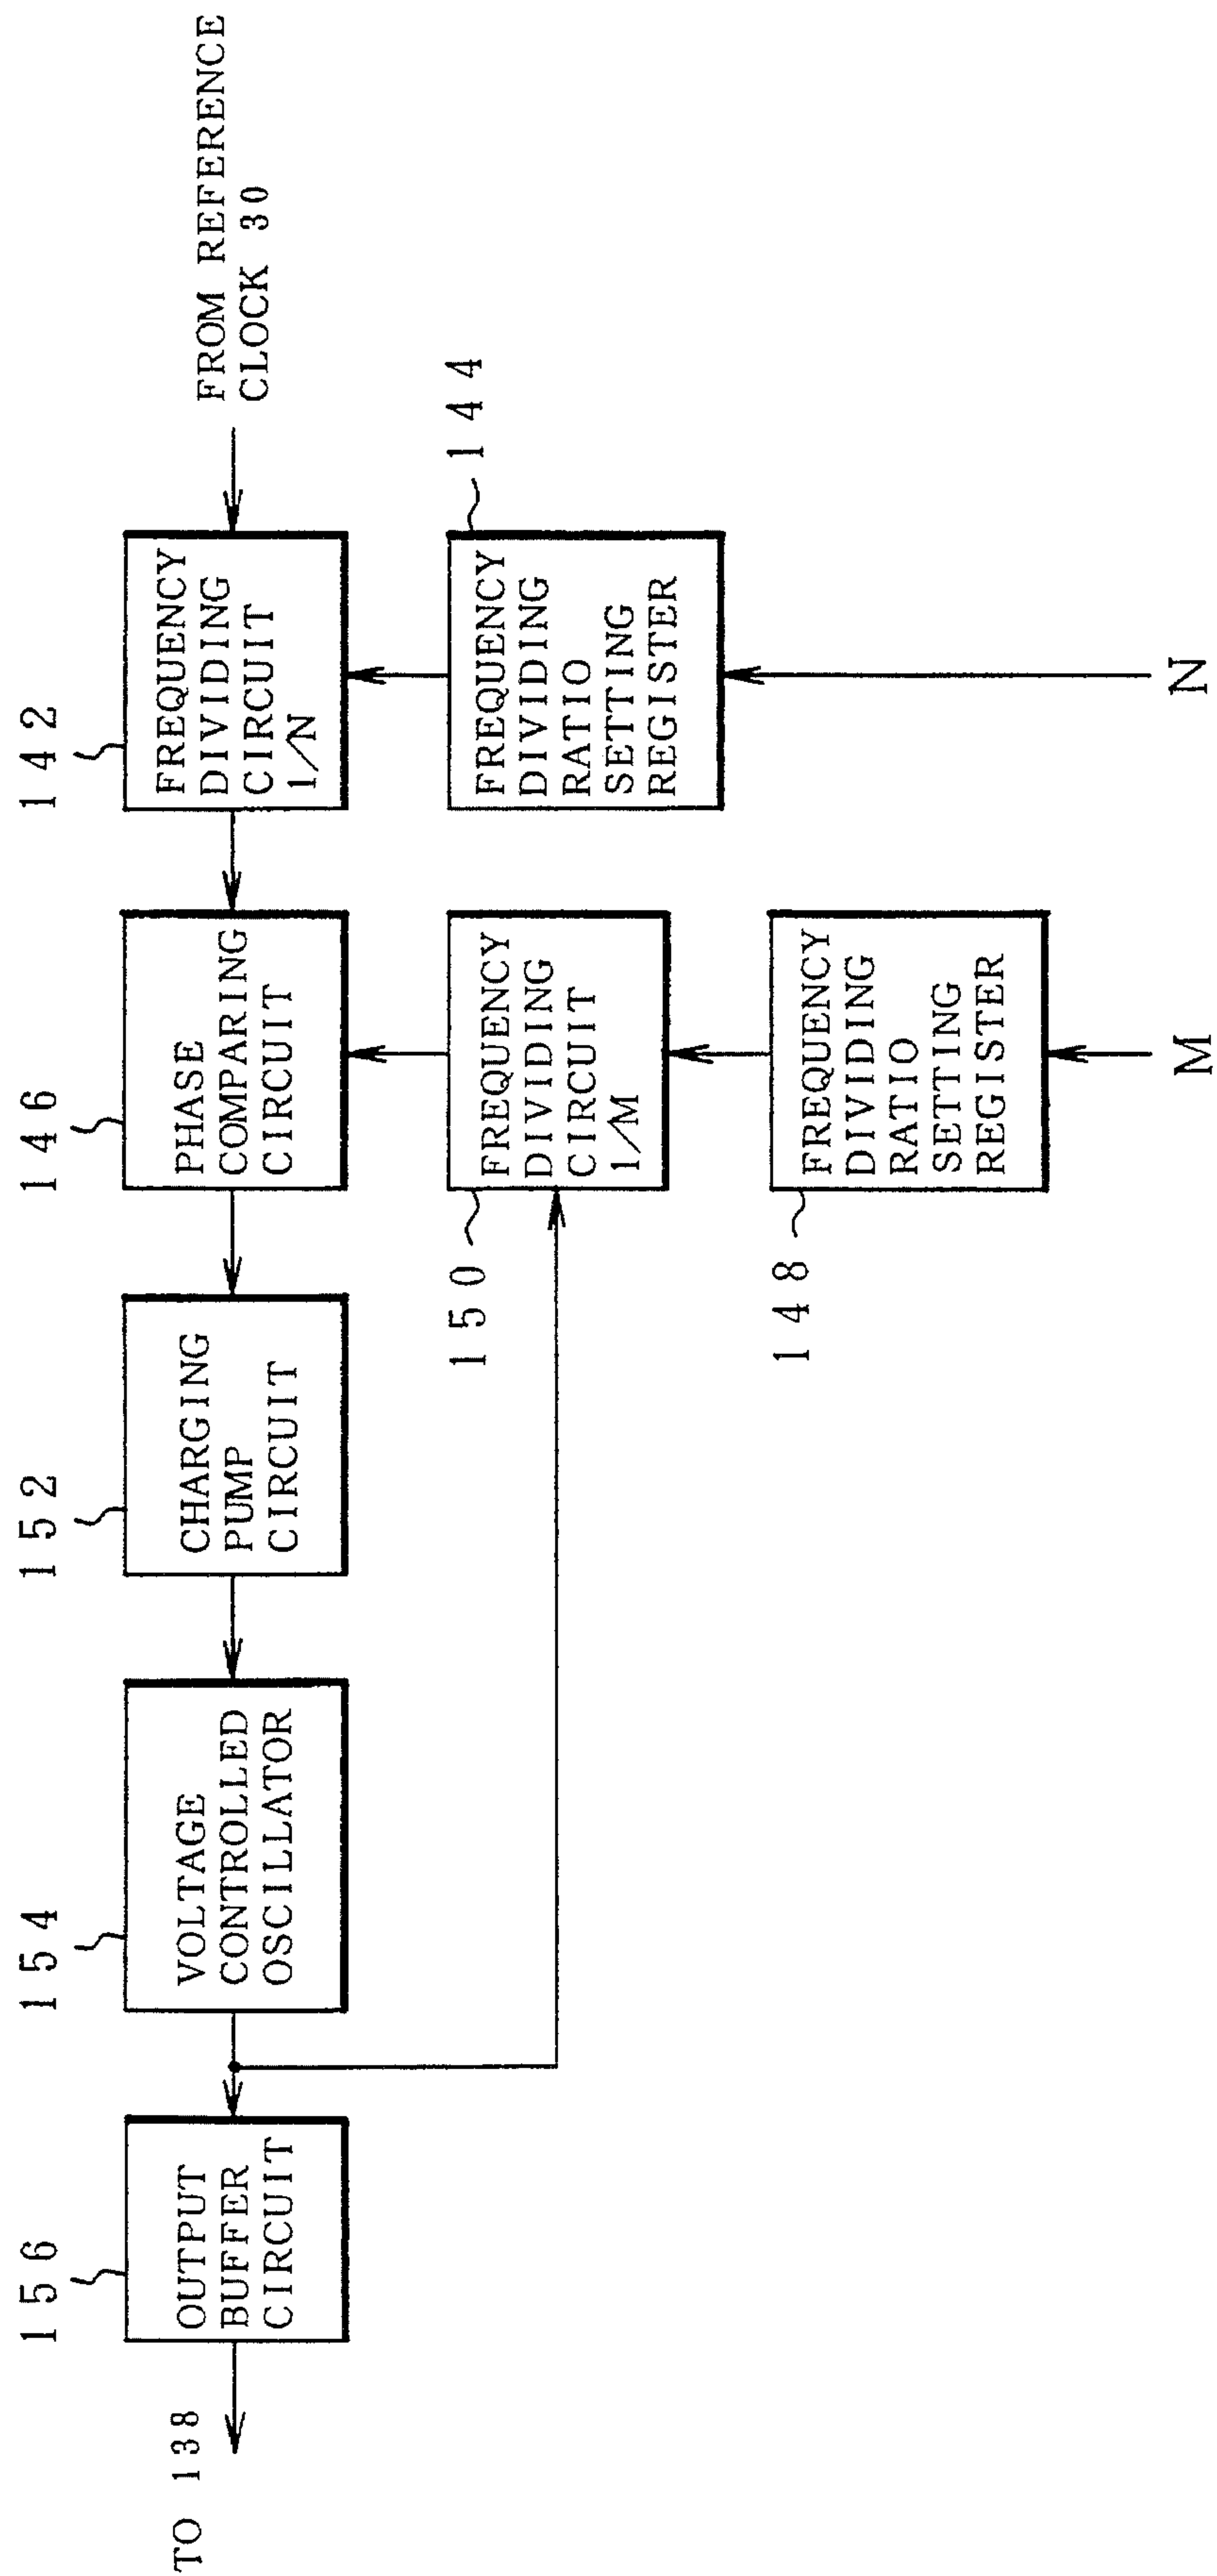 TO 138
156
OUTPUT
BUFFER
CIRCUIT
154
VOLTAGE
CONTROLLED
OSCILLATOR
152
CHARGING
PUMP
CIRCUIT
146
PHASE
COMPARING
CIRCUIT
142
FREQUENCY
DIVIDING
CIRCUIT
1/N
FROM REFERENCE
CLOCK 30
150
FREQUENCY
DIVIDING
CIRCUIT
1/M
144
FREQUENCY
DIVIDING
RATIO
SETTING
REGISTER
148
FREQUENCY
DIVIDING
RATIO
SETTING
REGISTER
M
N